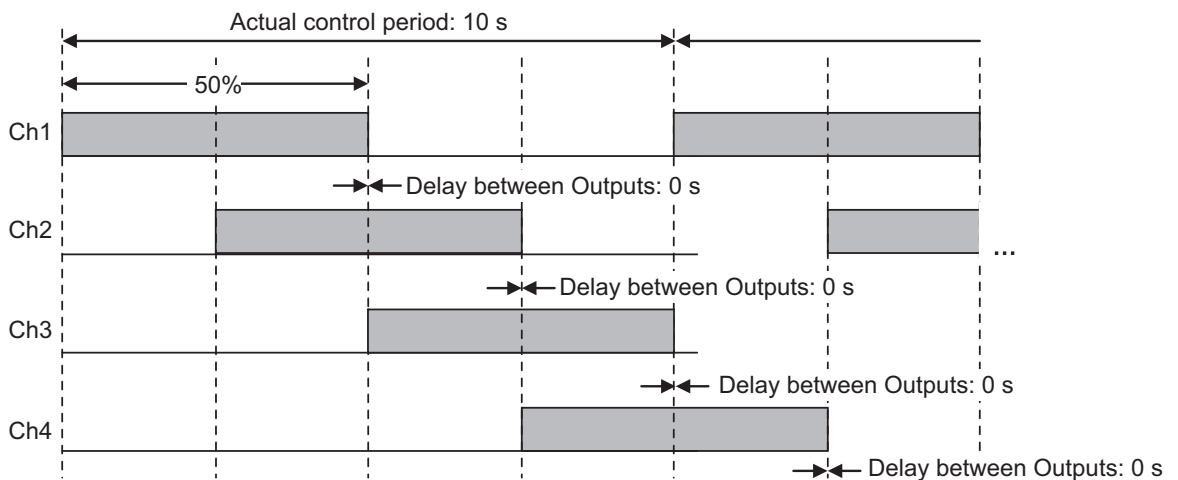 Actual control period: 10 s
50%
Ch1
Delay between Outputs: 0 s
Ch2
...
Delay between Outputs: 0 s
Ch3
Delay between Outputs: 0 s
Ch4
Delay between Outputs: 0 s